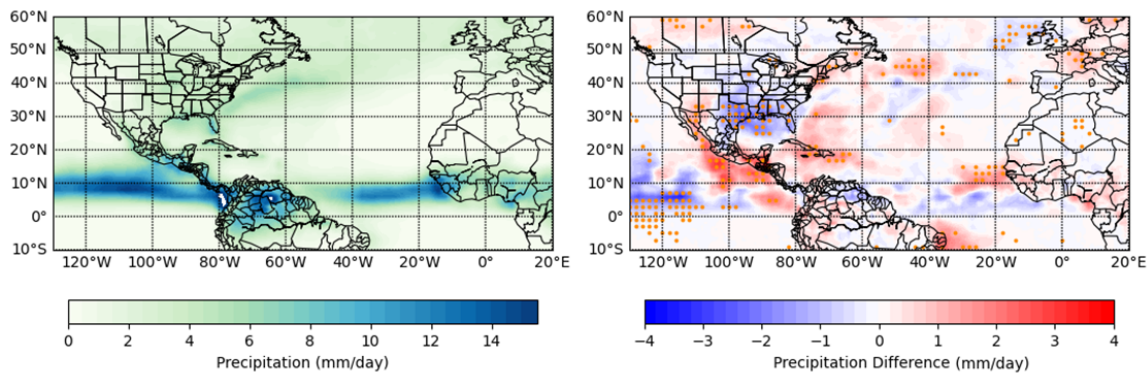 60°N
50°N
40°N
30°N
20°N
10°N
0°
10°S
120°W 100°W 80°W 60°W 40°W 20°W 0° 20°E
0 2 4 6 8 10 12 14
Precipitation (mm/day)
60°N
50°N
40°N
30°N
20°N
10°N
0°
10°S
120°W 100°W 80°W 60°W 40°W 20°W 0° 20°E
−4 −3 −2 −1 0 1 2 3 4
Precipitation Difference (mm/day)